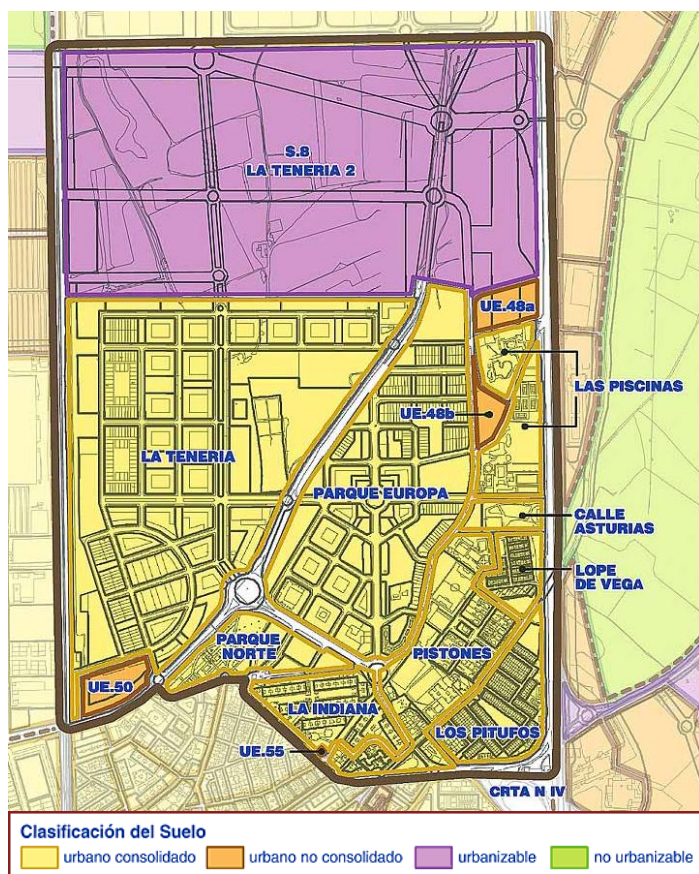 S.8
LA TENERIA 2
UE.48a
LAS PISCINAS
UE.48b
LA TENERIA
PARQUE EUROPA
CALLE
ASTURIAS
LOPE
DE VEGA
PARQUE
NORTE
PISTONES
UE.50
LA INDIANA
LOS PITUFOS
UE.55
CRTA N IV
Clasificación del Suelo
urbano consolidado
urbano no consolidado
urbanizable
no urbanizable